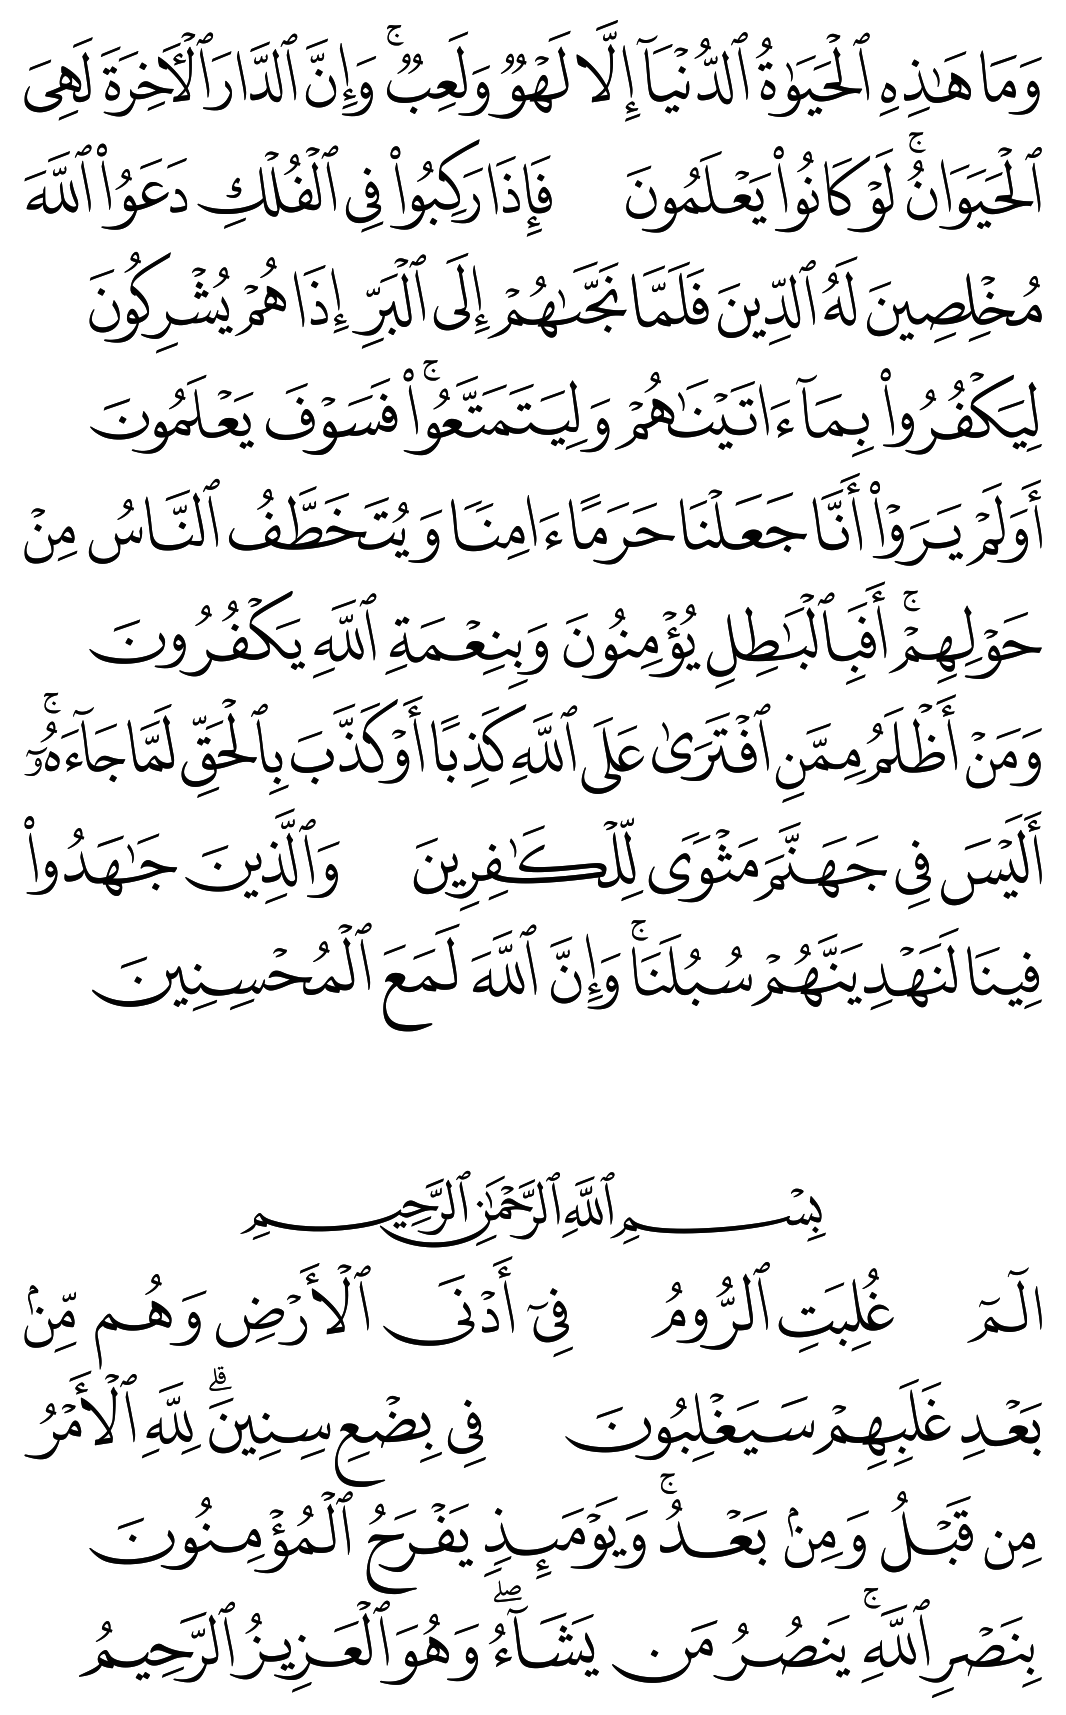 وَمَا هَٰذِهِ ٱلْحَيَوٰةُ ٱلدُّنْيَآ إِلَّا لَهْوٌ وَلَعِبٌ ۚ وَإِنَّ ٱلدَّارَ ٱلْأَخِرَةَ لَهِىَ
ٱلْحَيَوَانُ ۚ لَوْ كَانُوا۟ يَعْلَمُونَ فَإِذَا رَكِبُوا۟ فِى ٱلْفُلْكِ دَعَوُا۟ ٱللَّهَ
مُخْلِصِينَ لَهُ ٱلدِّينَ فَلَمَّا نَجَّىٰهُمْ إِلَى ٱلْبَرِّ إِذَا هُمْ يُشْرِكُونَ
لِيَكْفُرُوا۟ بِمَآ ءَاتَيْنَٰهُمْ وَلِيَتَمَتَّعُوا۟ ۚ فَسَوْفَ يَعْلَمُونَ
أَوَلَمْ يَرَوْا۟ أَنَّا جَعَلْنَا حَرَمًا ءَامِنًا وَيُتَخَطَّفُ ٱلنَّاسُ مِنْ
حَوْلِهِمْ ۚ أَفَبِٱلْبَٰطِلِ يُؤْمِنُونَ وَبِنِعْمَةِ ٱللَّهِ يَكْفُرُونَ
وَمَنْ أَظْلَمُ مِمَّنِ ٱفْتَرَىٰ عَلَى ٱللَّهِ كَذِبًا أَوْ كَذَّبَ بِٱلْحَقِّ لَمَّا جَآءَهُۥٓ ۚ
أَلَيْسَ فِى جَهَنَّمَ مَثْوًى لِّلْكَٰفِرِينَ وَٱلَّذِينَ جَٰهَدُوا۟
فِينَا لَنَهْدِيَنَّهُمْ سُبُلَنَا ۚ وَإِنَّ ٱللَّهَ لَمَعَ ٱلْمُحْسِنِينَ
بِسْمِ ٱللَّهِ ٱلرَّحْمَٰنِ ٱلرَّحِيمِ
الٓمٓ غُلِبَتِ ٱلرُّومُ فِىٓ أَدْنَى ٱلْأَرْضِ وَهُم مِّنۢ
بَعْدِ غَلَبِهِمْ سَيَغْلِبُونَ فِى بِضْعِ سِنِينَ ۗ لِلَّهِ ٱلْأَمْرُ
مِن قَبْلُ وَمِنۢ بَعْدُ ۚ وَيَوْمَئِذٍ يَفْرَحُ ٱلْمُؤْمِنُونَ
بِنَصْرِ ٱللَّهِ ۚ يَنصُرُ مَن يَشَآءُ ۖ وَهُوَ ٱلْعَزِيزُ ٱلرَّحِيمُ